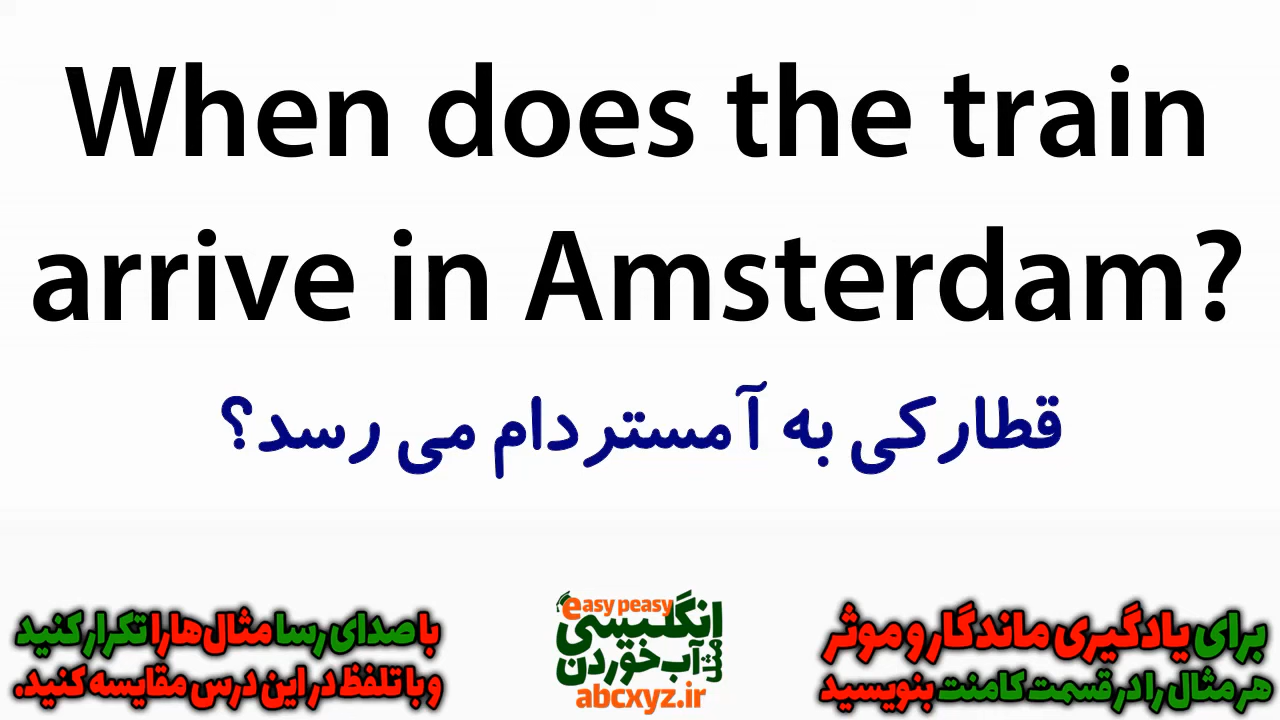 When does the train
arrive in Amsterdam?
قطار کی به آمستردام می رسد؟
برای یادگیری ماندگار و موثر
هر مثال را در قسمت کامنت بنویسید
easy peasy
انگلیسی
مثل آب خوردن
abcxyz.ir
با صدای رسا مثال‌ها را تکرار کنید
و با تلفظ در این درس مقایسه کنید.